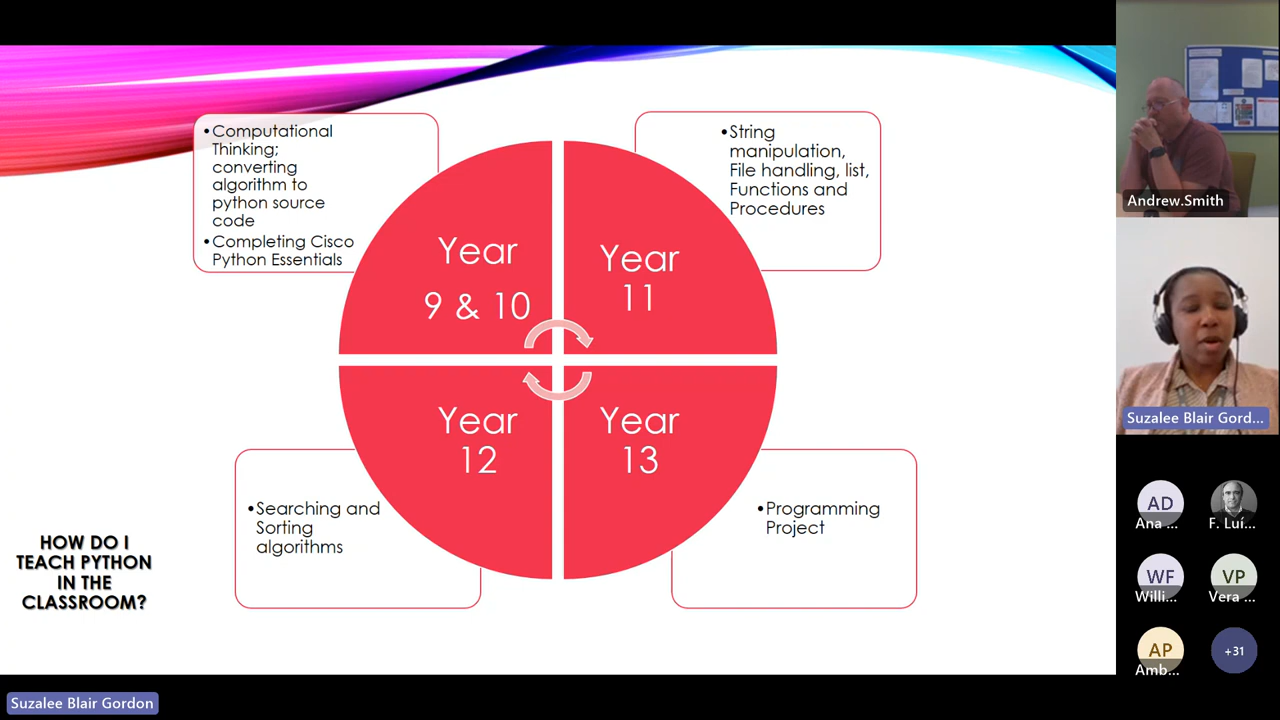 •Computational
Thinking;
converting
algorithm to
python source
code
•Completing Cisco
Python Essentials
•String
manipulation,
File handling, list,
Functions and
Procedures
Year
9 & 10
Year
11
Year
12
Year
13
•Searching and
Sorting
algorithms
•Programming
Project
HOW DO I
TEACH PYTHON
IN THE
CLASSROOM?
Suzalee Blair Gordon
Andrew.Smith
Suzalee Blair Gord...
AD
Ana ...
F. Luí...
WF
Willi...
VP
Vera ...
AP
Amb...
+31